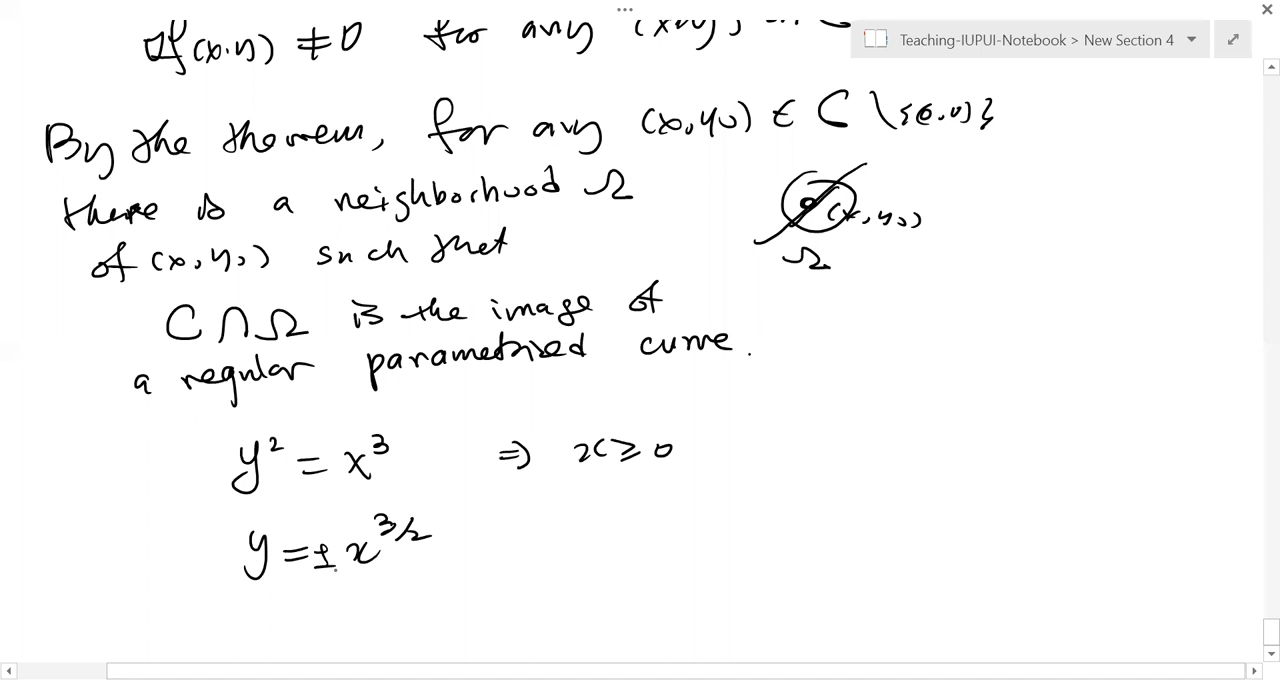 Teaching-IUPUI-Notebook > New Section 4
∇f(x,y) ≠ 0 for any (x,y) in C
By the theorem, for any (x₀,y₀) ∈ C \ {(0,0)}
there is a neighborhood Ω
of (x₀,y₀) such that
(x₀,y₀)
Ω
C ∩ Ω is the image of
a regular parametrized curve.
y² = x³ ⇒ x ≥ 0
y = ± x^{3/2}